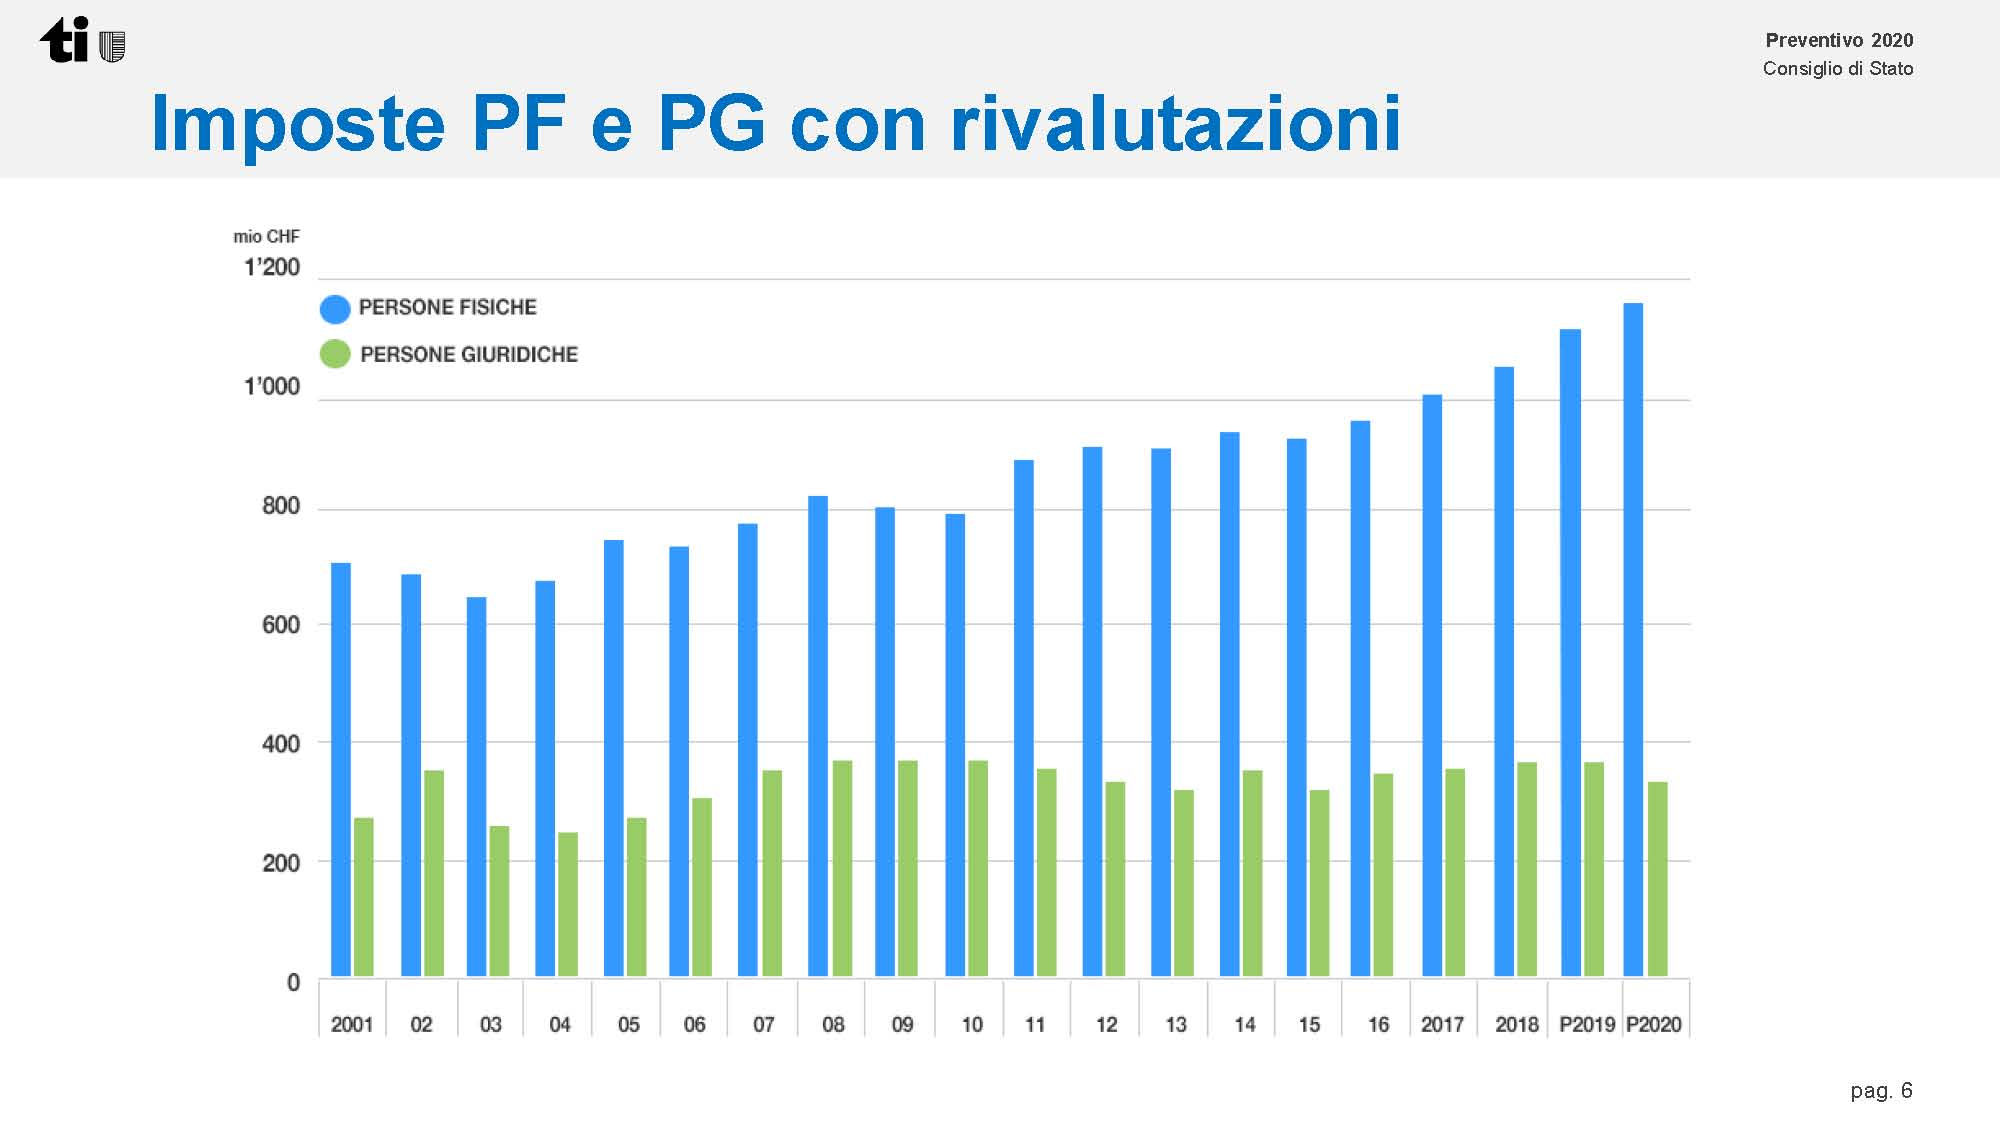 ti
Preventivo 2020
Consiglio di Stato
Imposte PF e PG con rivalutazioni
mio CHF
1’200
PERSONE FISICHE
PERSONE GIURIDICHE
1’000
800
600
400
200
0
2001 02 03 04 05 06 07 08 09 10 11 12 13 14 15 16 2017 2018 P2019 P2020
pag. 6